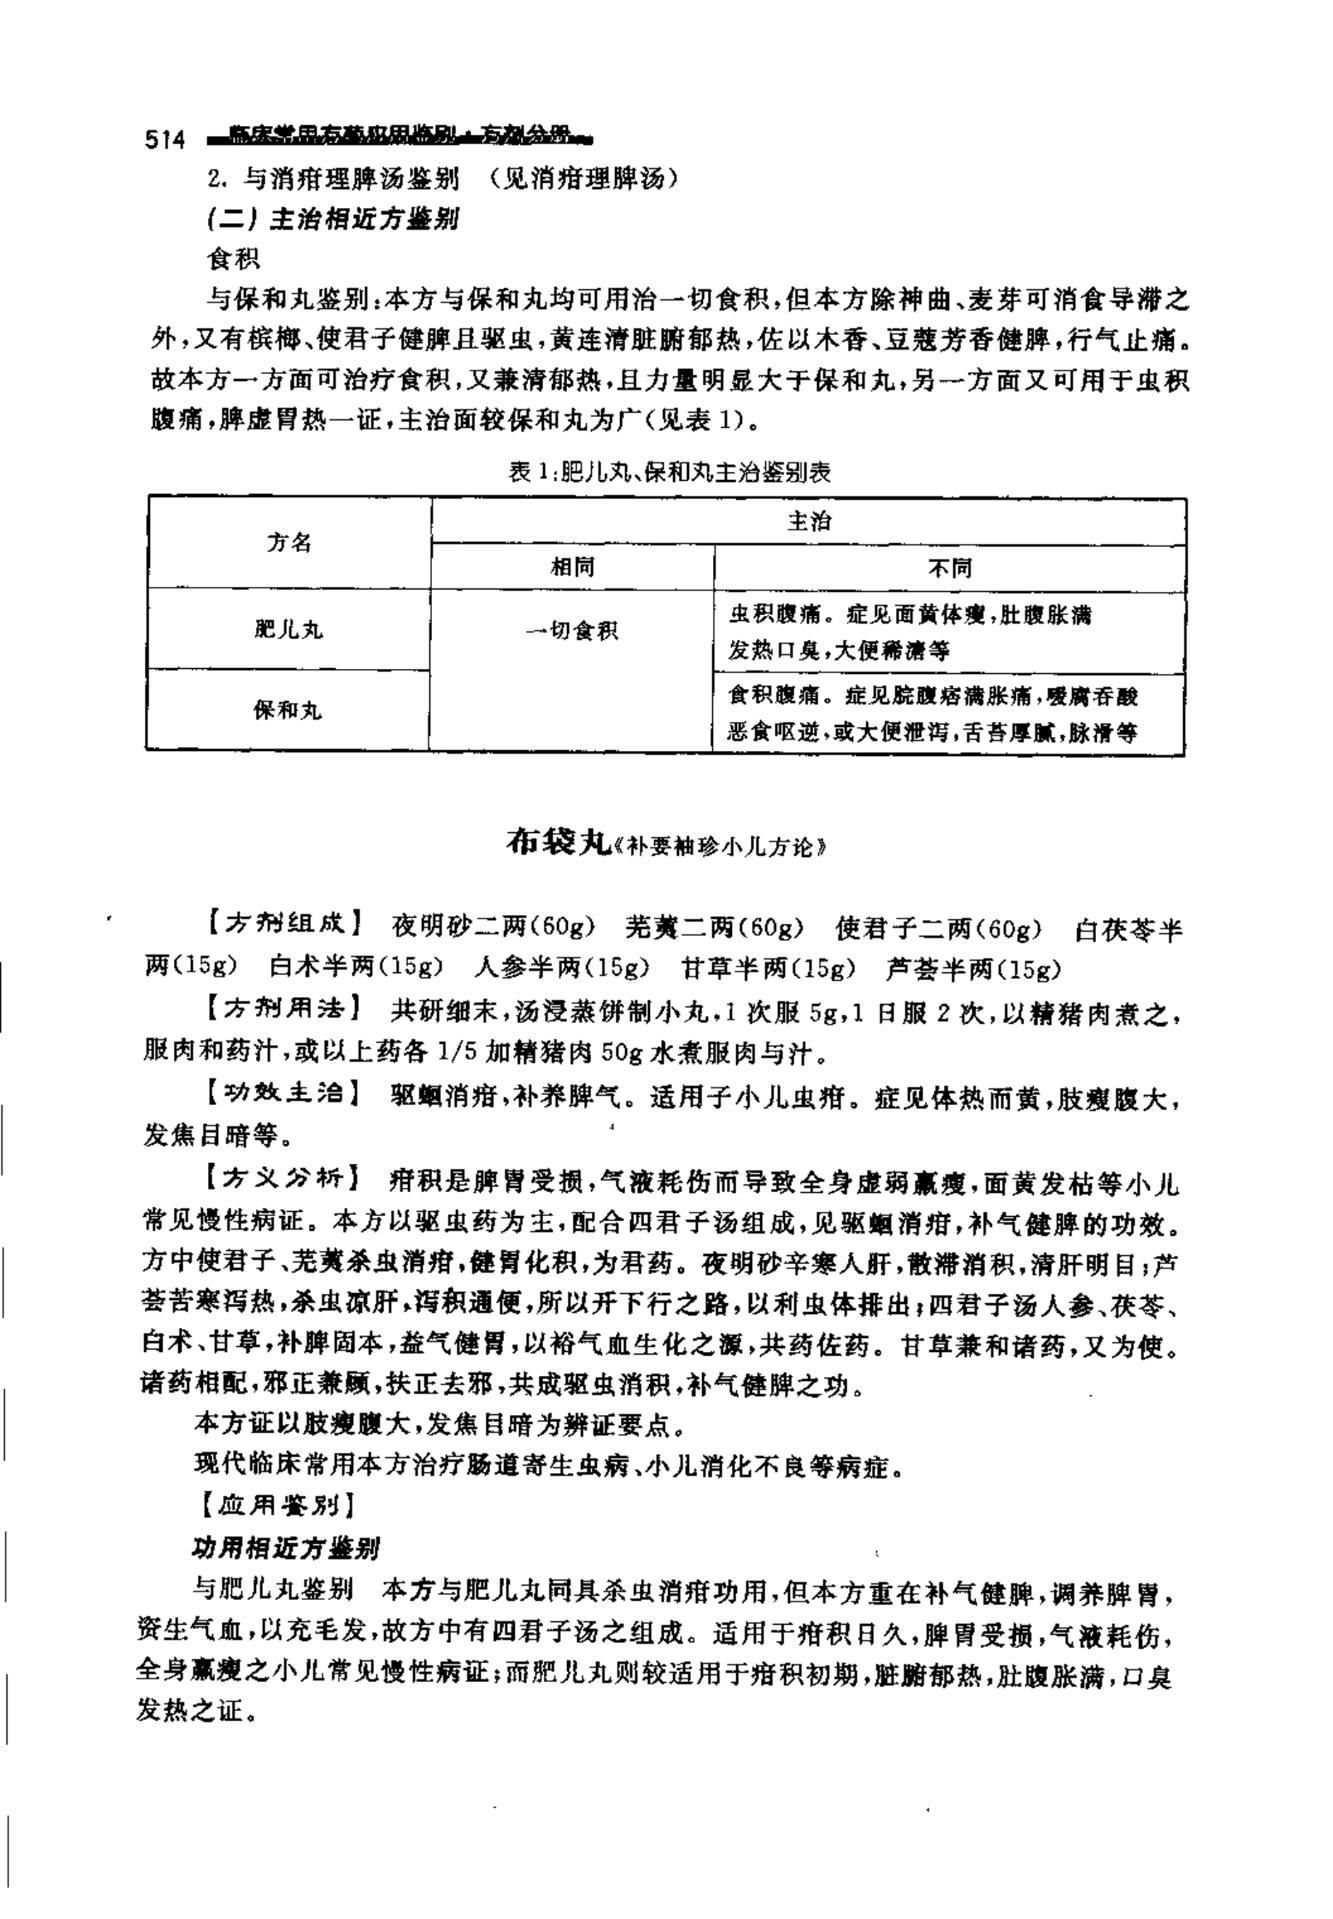 514 临床常用方药应用鉴别·方剂分册
2. 与消疳理脾汤鉴别 （见消疳理脾汤）
(二) 主治相近方鉴别
食积
与保和丸鉴别:本方与保和丸均可用治一切食积,但本方除神曲、麦芽可消食导滞之
外,又有槟榔、使君子健脾且驱虫,黄连清脏腑郁热,佐以木香、豆蔻芳香健脾,行气止痛。
故本方一方面可治疗食积,又兼清郁热,且力量明显大于保和丸,另一方面又可用于虫积
腹痛,脾虚胃热一证,主治面较保和丸为广(见表 1)。
表 1:肥儿丸、保和丸主治鉴别表
方名
主治
相同
不同
肥儿丸
一切食积
虫积腹痛。症见面黄体瘦,肚腹胀满
发热口臭,大便稀溏等
保和丸
食积腹痛。症见脘腹痞满胀痛,嗳腐吞酸
恶食呕逆,或大便泄泻,舌苔厚腻,脉滑等
布袋丸《补要袖珍小儿方论》
【方剂组成】 夜明砂二两(60g) 芜荑二两(60g) 使君子二两(60g) 白茯苓半
两(15g) 白术半两(15g) 人参半两(15g) 甘草半两(15g) 芦荟半两(15g)
【方剂用法】 共研细末,汤浸蒸饼制小丸,1 次服 5g,1 日服 2 次,以精猪肉煮之,
服肉和药汁,或以上药各 1/5 加精猪肉 50g 水煮服肉与汁。
【功效主治】 驱蛔消疳,补养脾气。适用子小儿虫疳。症见体热而黄,肢瘦腹大,
发焦目暗等。
【方义分析】 疳积是脾胃受损,气液耗伤而导致全身虚弱羸瘦,面黄发枯等小儿
常见慢性病证。本方以驱虫药为主,配合四君子汤组成,见驱蛔消疳,补气健脾的功效。
方中使君子、芜荑杀虫消疳,健胃化积,为君药。夜明砂辛寒人肝,散滞消积,清肝明目;芦
荟苦寒泻热,杀虫凉肝,泻积通便,所以开下行之路,以利虫体排出;四君子汤人参、茯苓、
白术、甘草,补脾固本,益气健胃,以裕气血生化之源,共药佐药。甘草兼和诸药,又为使。
诸药相配,邪正兼顾,扶正去邪,共成驱虫消积,补气健脾之功。
本方证以肢瘦腹大,发焦目暗为辨证要点。
现代临床常用本方治疗肠道寄生虫病、小儿消化不良等病症。
【应用鉴别】
功用相近方鉴别
与肥儿丸鉴别 本方与肥儿丸同具杀虫消疳功用,但本方重在补气健脾,调养脾胃,
资生气血,以充毛发,故方中有四君子汤之组成。适用于疳积日久,脾胃受损,气液耗伤,
全身羸瘦之小儿常见慢性病证;而肥儿丸则较适用于疳积初期,脏腑郁热,肚腹胀满,口臭
发热之证。